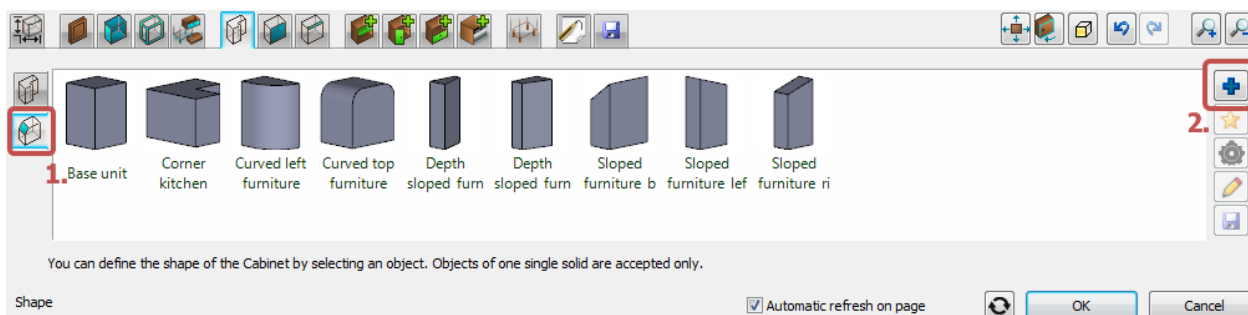 2.
1.
Base unit
Corner
kitchen
Curved left
furniture
Curved top
furniture
Depth
sloped furn
Depth
sloped furn
Sloped
furniture b
Sloped
furniture lef
Sloped
furniture ri
You can define the shape of the Cabinet by selecting an object. Objects of one single solid are accepted only.
Shape
Automatic refresh on page
OK
Cancel